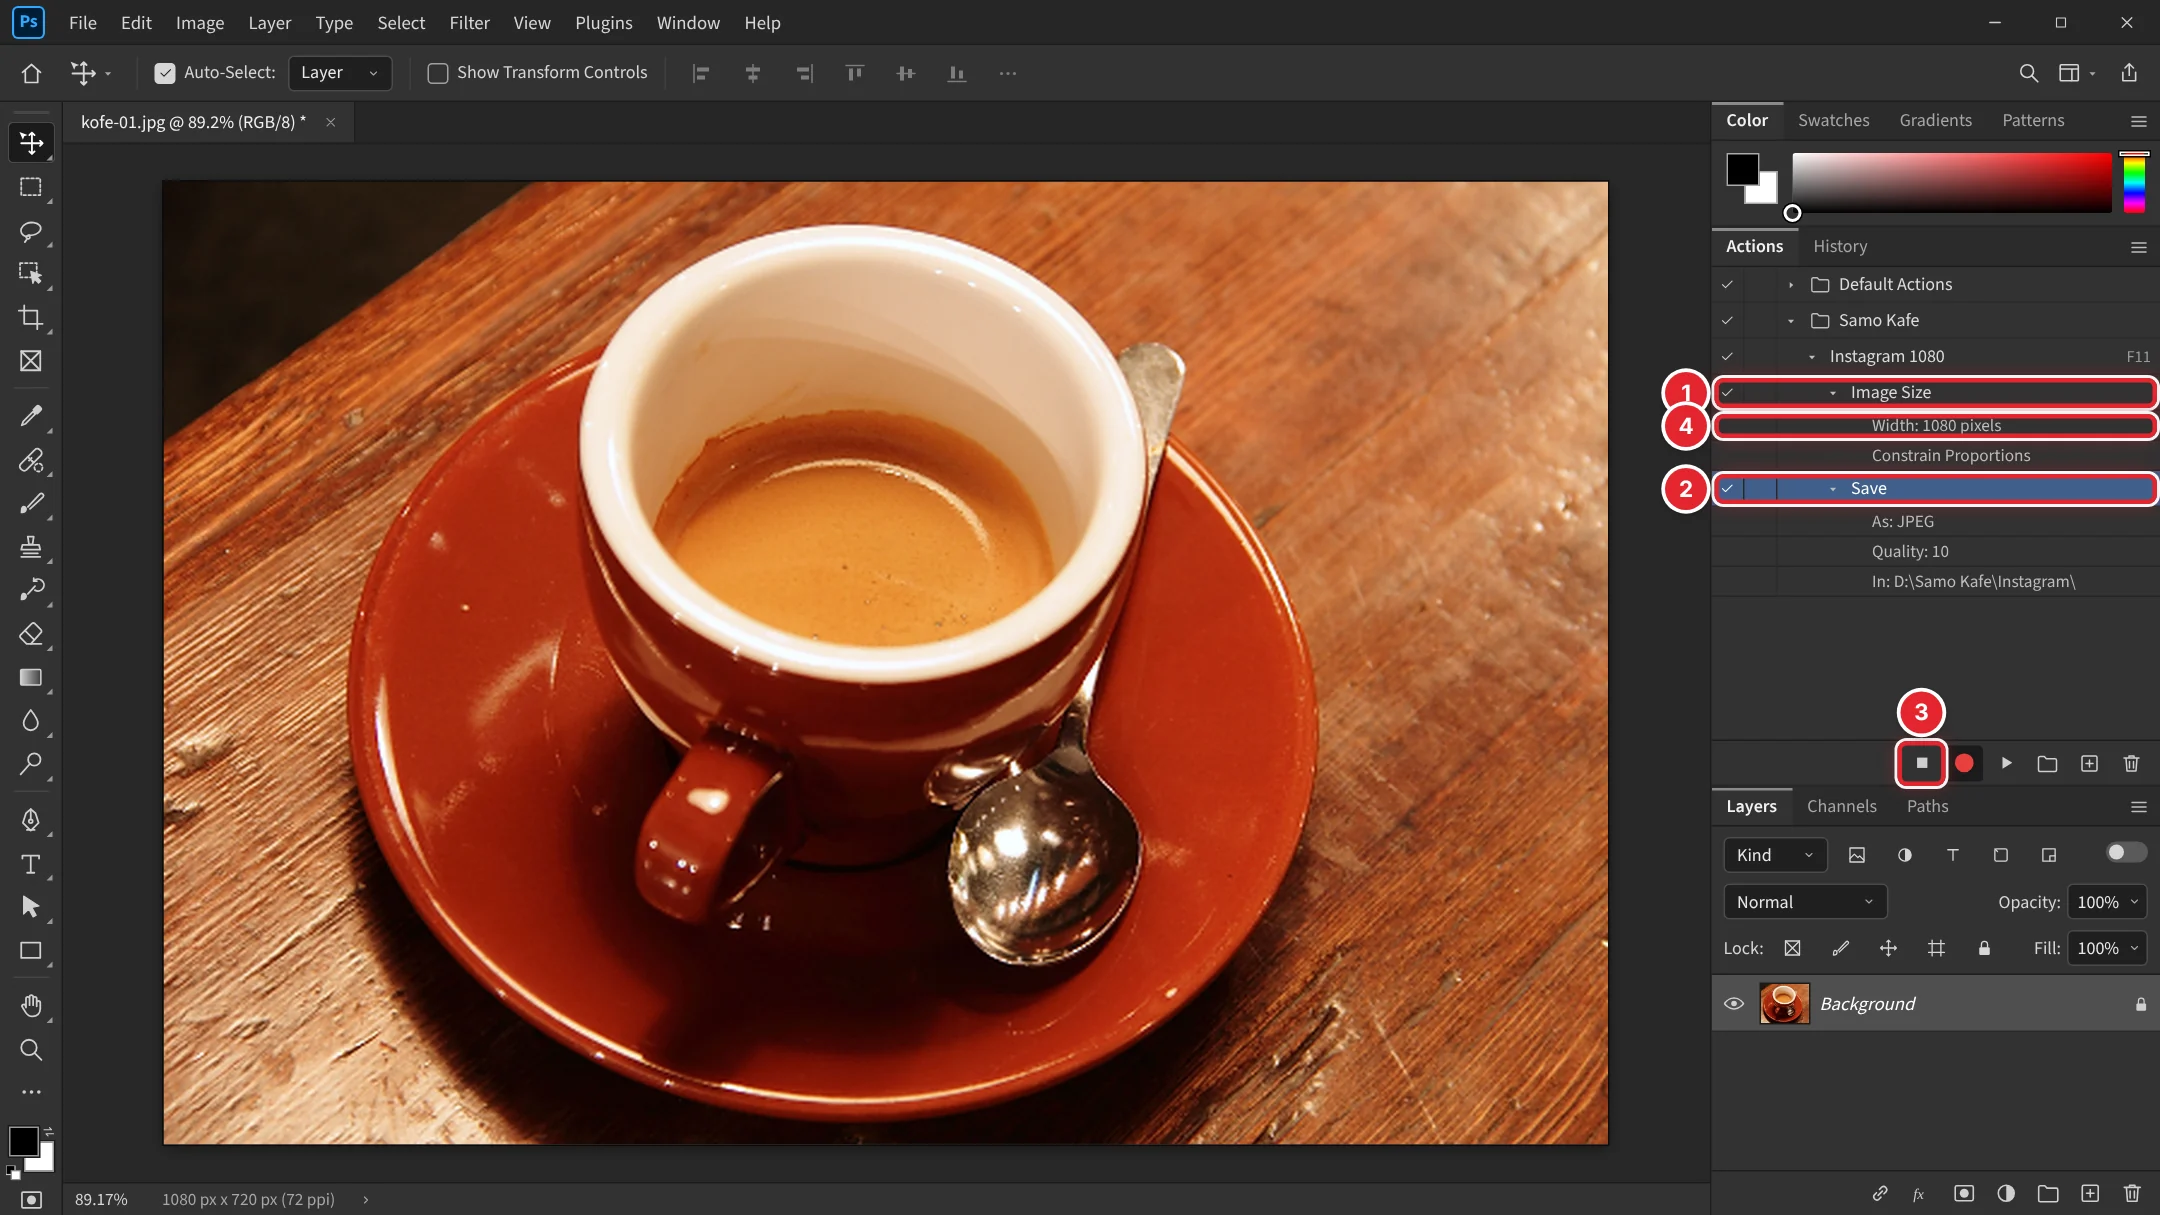 Ps File Edit Image Layer Type Select Filter View Plugins Window Help
Auto-Select: Layer Show Transform Controls
kofe-01.jpg @ 89.2% (RGB/8) *
Color Swatches Gradients Patterns
Actions History
Default Actions
Samo Kafe
Instagram 1080 F11
1 Image Size
4 Width: 1080 pixels
Constrain Proportions
2 Save
As: JPEG
Quality: 10
In: D:\Samo Kafe\Instagram\
3
Layers Channels Paths
Kind
Normal Opacity: 100%
Lock: Fill: 100%
Background
fx
89.17% 1080 px x 720 px (72 ppi)